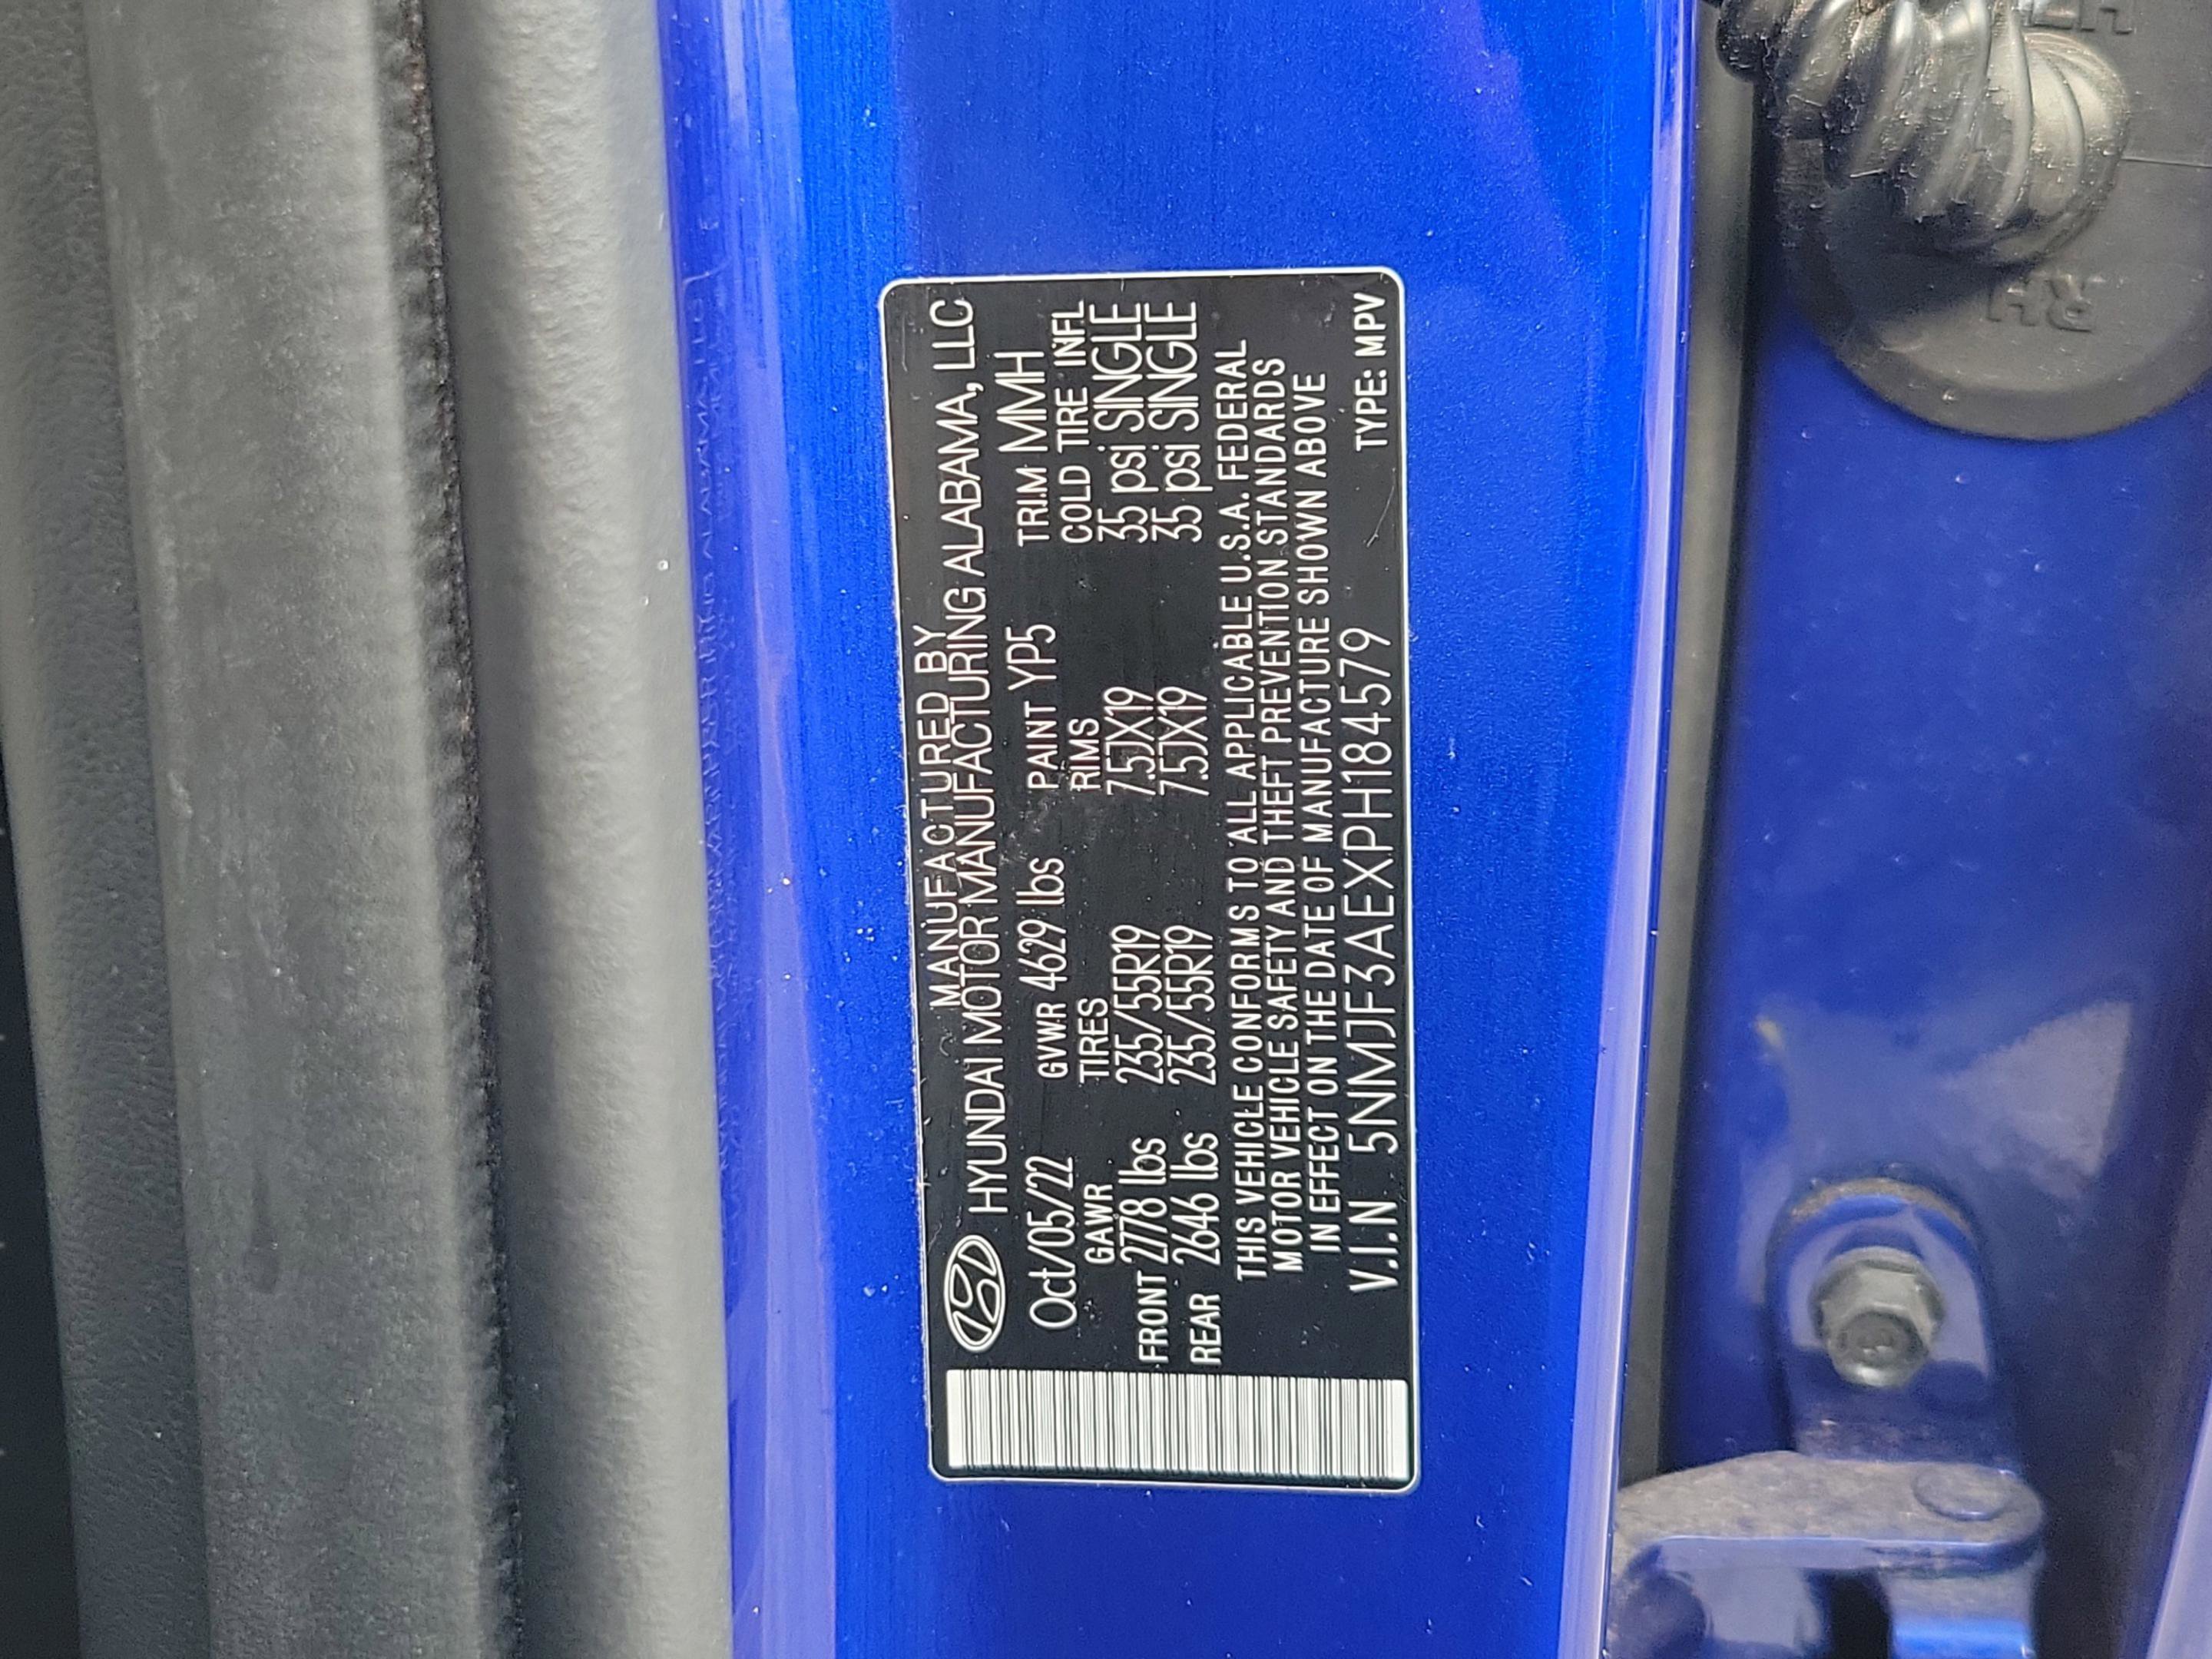 MANUFACTURED BY
HYUNDAI MOTOR MANUFACTURING ALABAMA, LLC
Oct/05/22 GVWR 4629 lbs PAINT YP5 TRIM MMH
GAWR TIRES RIMS COLD TIRE INFL
FRONT 2778 lbs 235/55R19 7.5JX19 35 psi SINGLE
REAR 2646 lbs 235/55R19 7.5JX19 35 psi SINGLE
THIS VEHICLE CONFORMS TO ALL APPLICABLE U.S.A. FEDERAL
MOTOR VEHICLE SAFETY AND THEFT PREVENTION STANDARDS
IN EFFECT ON THE DATE OF MANUFACTURE SHOWN ABOVE
V.I.N 5NMJF3AEXPH184579 TYPE: MPV
RH